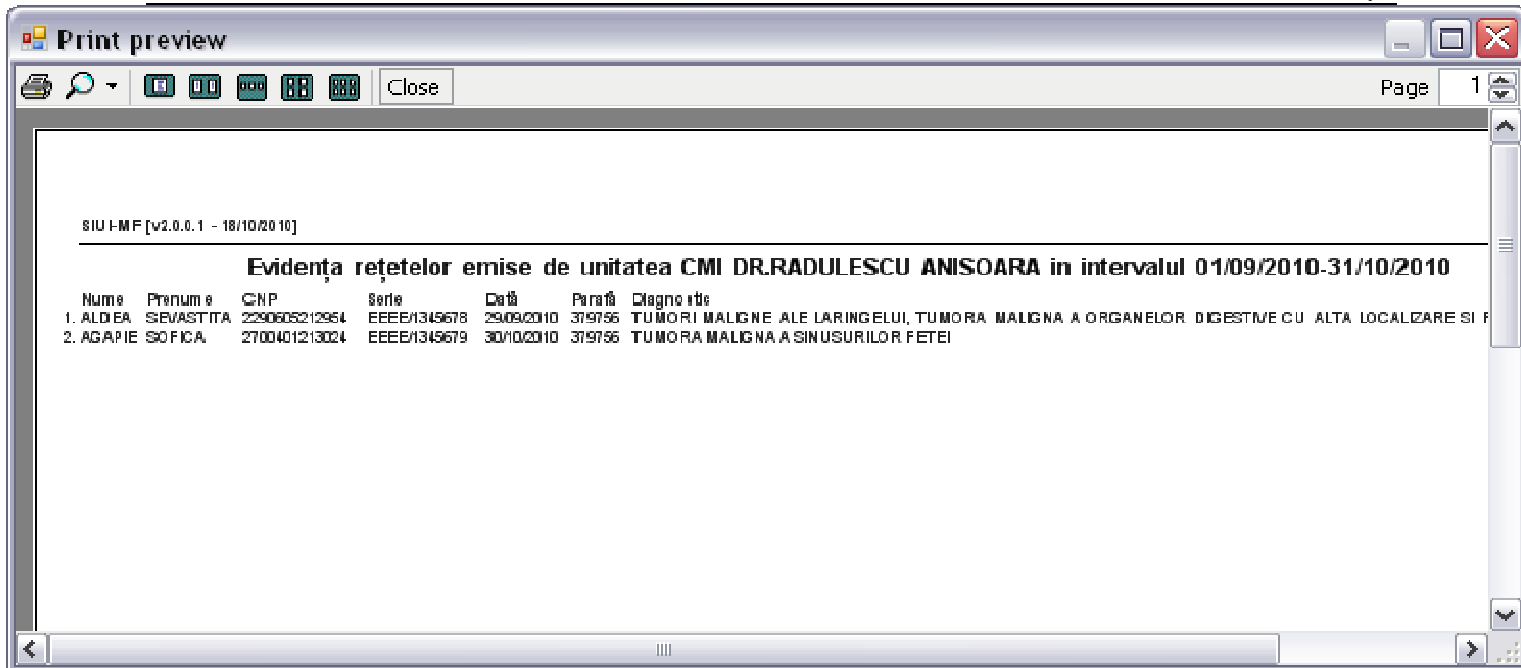 Print preview
Close
Page 1
SIUI-MF [v2.0.0.1 - 18/10/2010]
Evidența rețetelor emise de unitatea CMI DR.RADULESCU ANISOARA in intervalul 01/09/2010-31/10/2010
Nume Prenume CNP Serie Dată Parafă Diagnostic
1. ALDEA SEVASTITA 2290605212954 EEEE/1345678 29/09/2010 379756 TUMORI MALIGNE ALE LARINGELUI, TUMORA MALIGNA A ORGANELOR DIGESTIVE CU ALTA LOCALIZARE SI
2. AGAPIE SOFICA 2700401213024 EEEE/1345679 30/10/2010 379756 TUMORA MALIGNA A SINUSURILOR FETEI